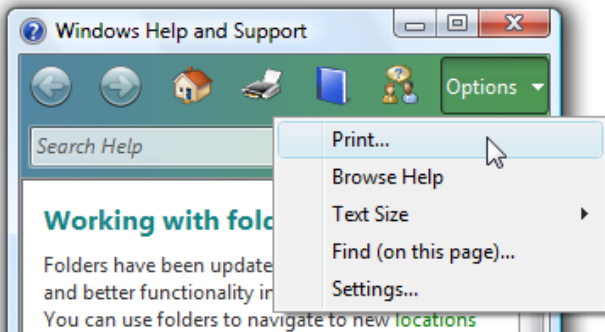 Windows Help and Support
Options
Search Help
Print...
Browse Help
Text Size
Find (on this page)...
Settings...
Working with
Folders have been update
and better functionality in
You can use folders to navigate to new locations